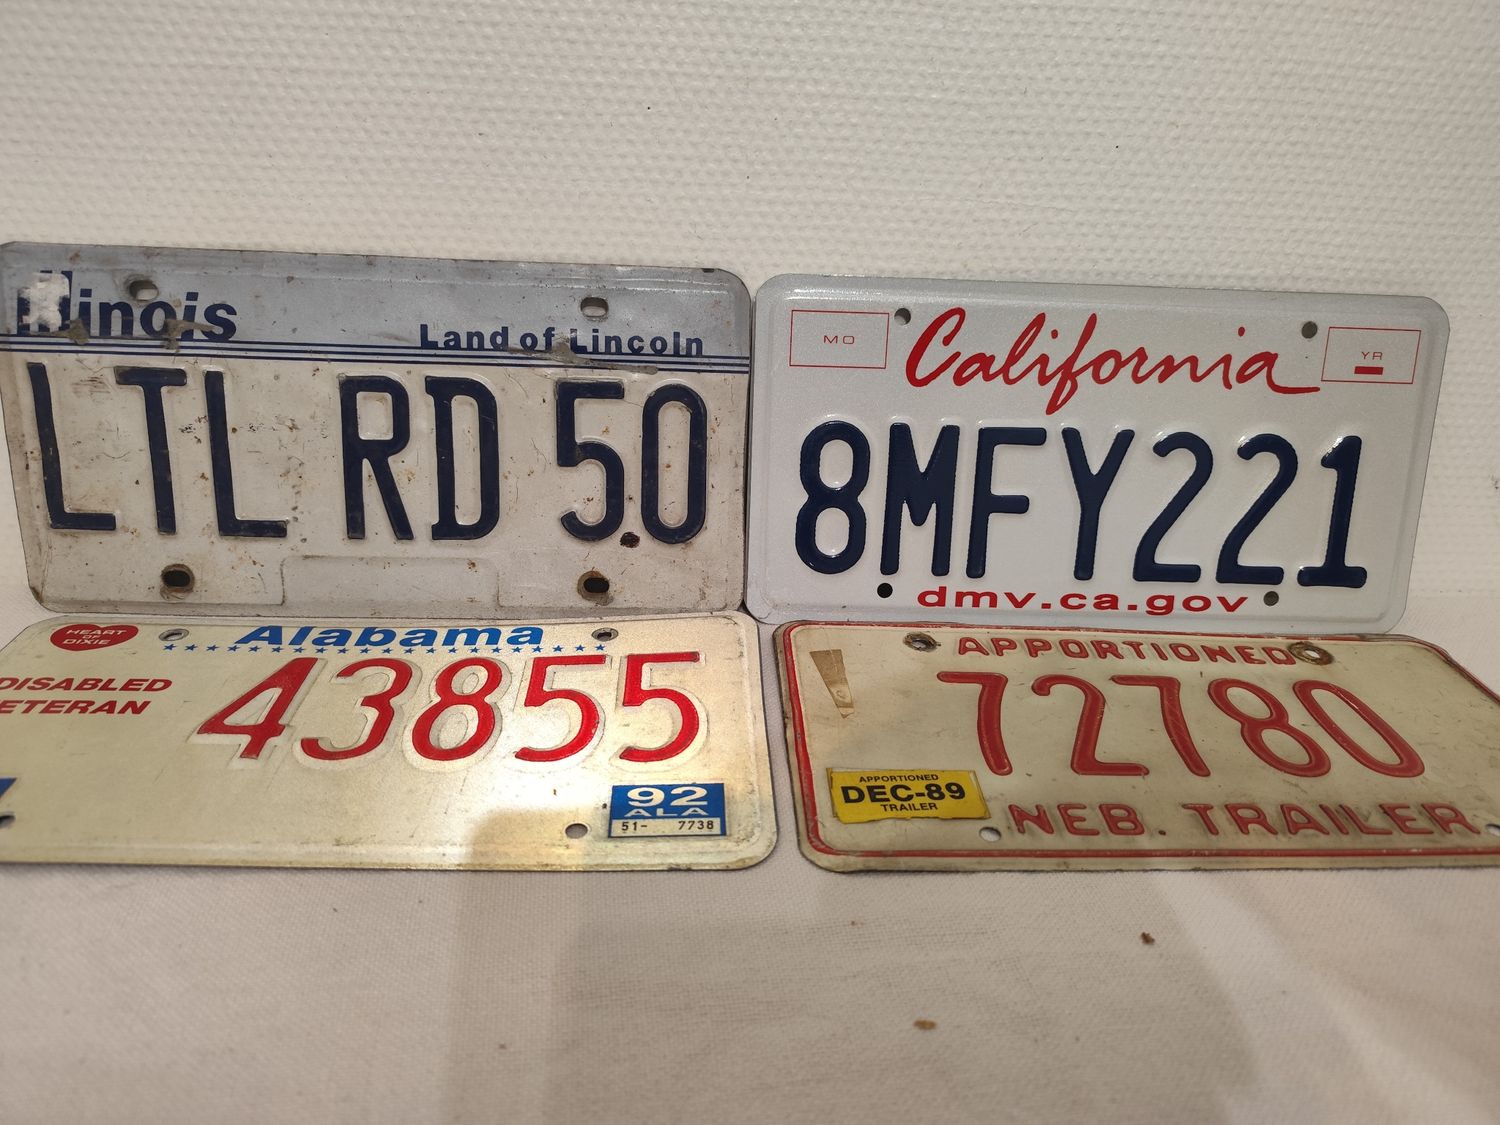 Illinois
Land of Lincoln
LTL RD 50
MO
California
YR
8MFY221
dmv.ca.gov
HEART
OF
DIXIE
Alabama
DISABLED
ETERAN
43855
92
ALA
51- 7738
APPORTIONED
72780
APPORTIONED
DEC-89
TRAILER
NEB. TRAILER